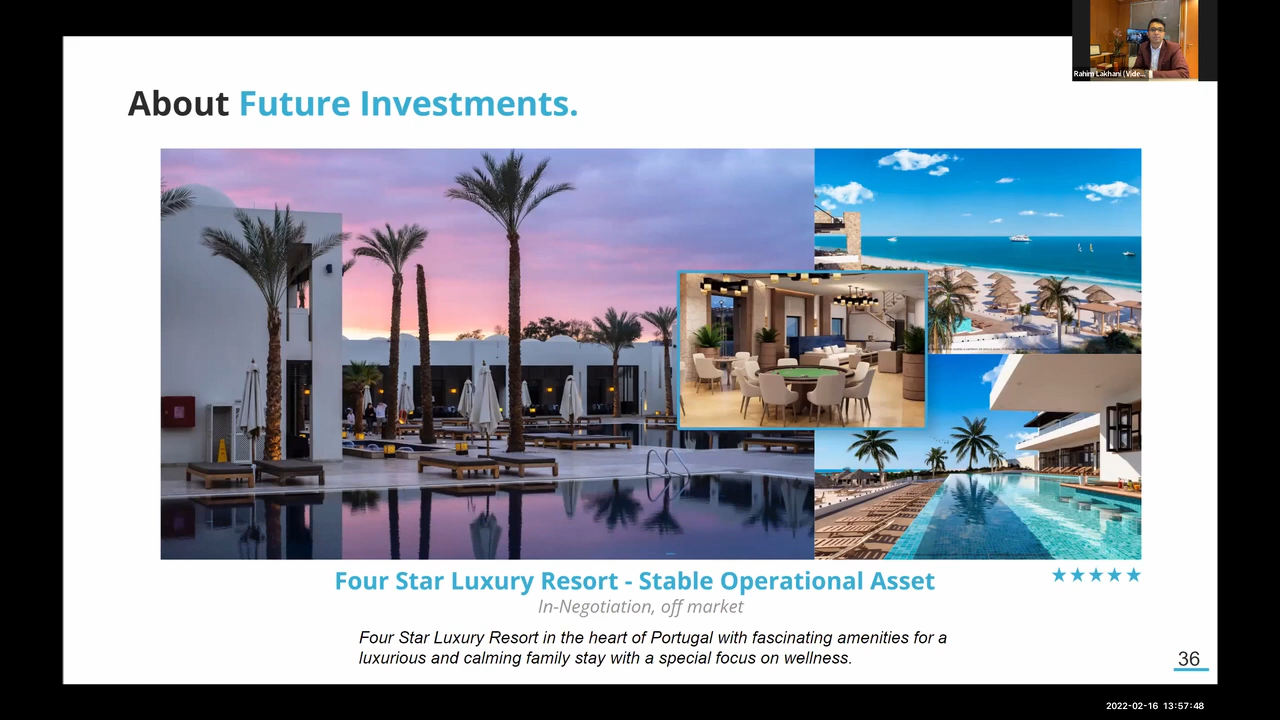 Rahim Lakhani (Vide...
About Future Investments.
Four Star Luxury Resort - Stable Operational Asset
★★★★★
In-Negotiation, off market
Four Star Luxury Resort in the heart of Portugal with fascinating amenities for a
luxurious and calming family stay with a special focus on wellness.
36
2022-02-16 13:57:48